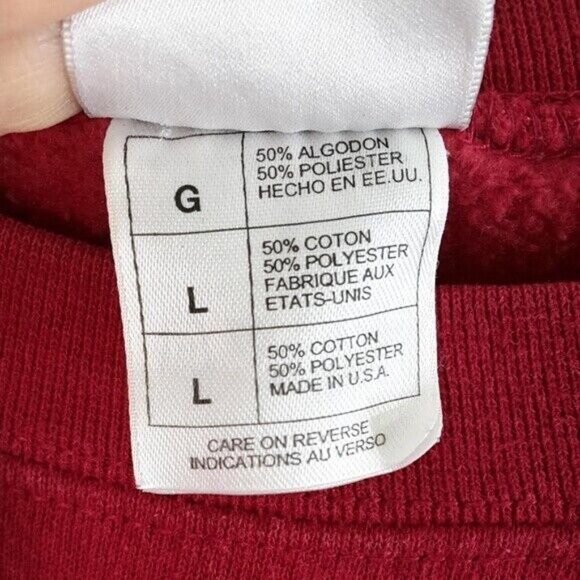 G
50% ALGODON
50% POLIESTER
HECHO EN EE.UU.
L
50% COTON
50% POLYESTER
FABRIQUE AUX
ETATS-UNIS
L
50% COTTON
50% POLYESTER
MADE IN U.S.A.
CARE ON REVERSE
INDICATIONS AU VERSO